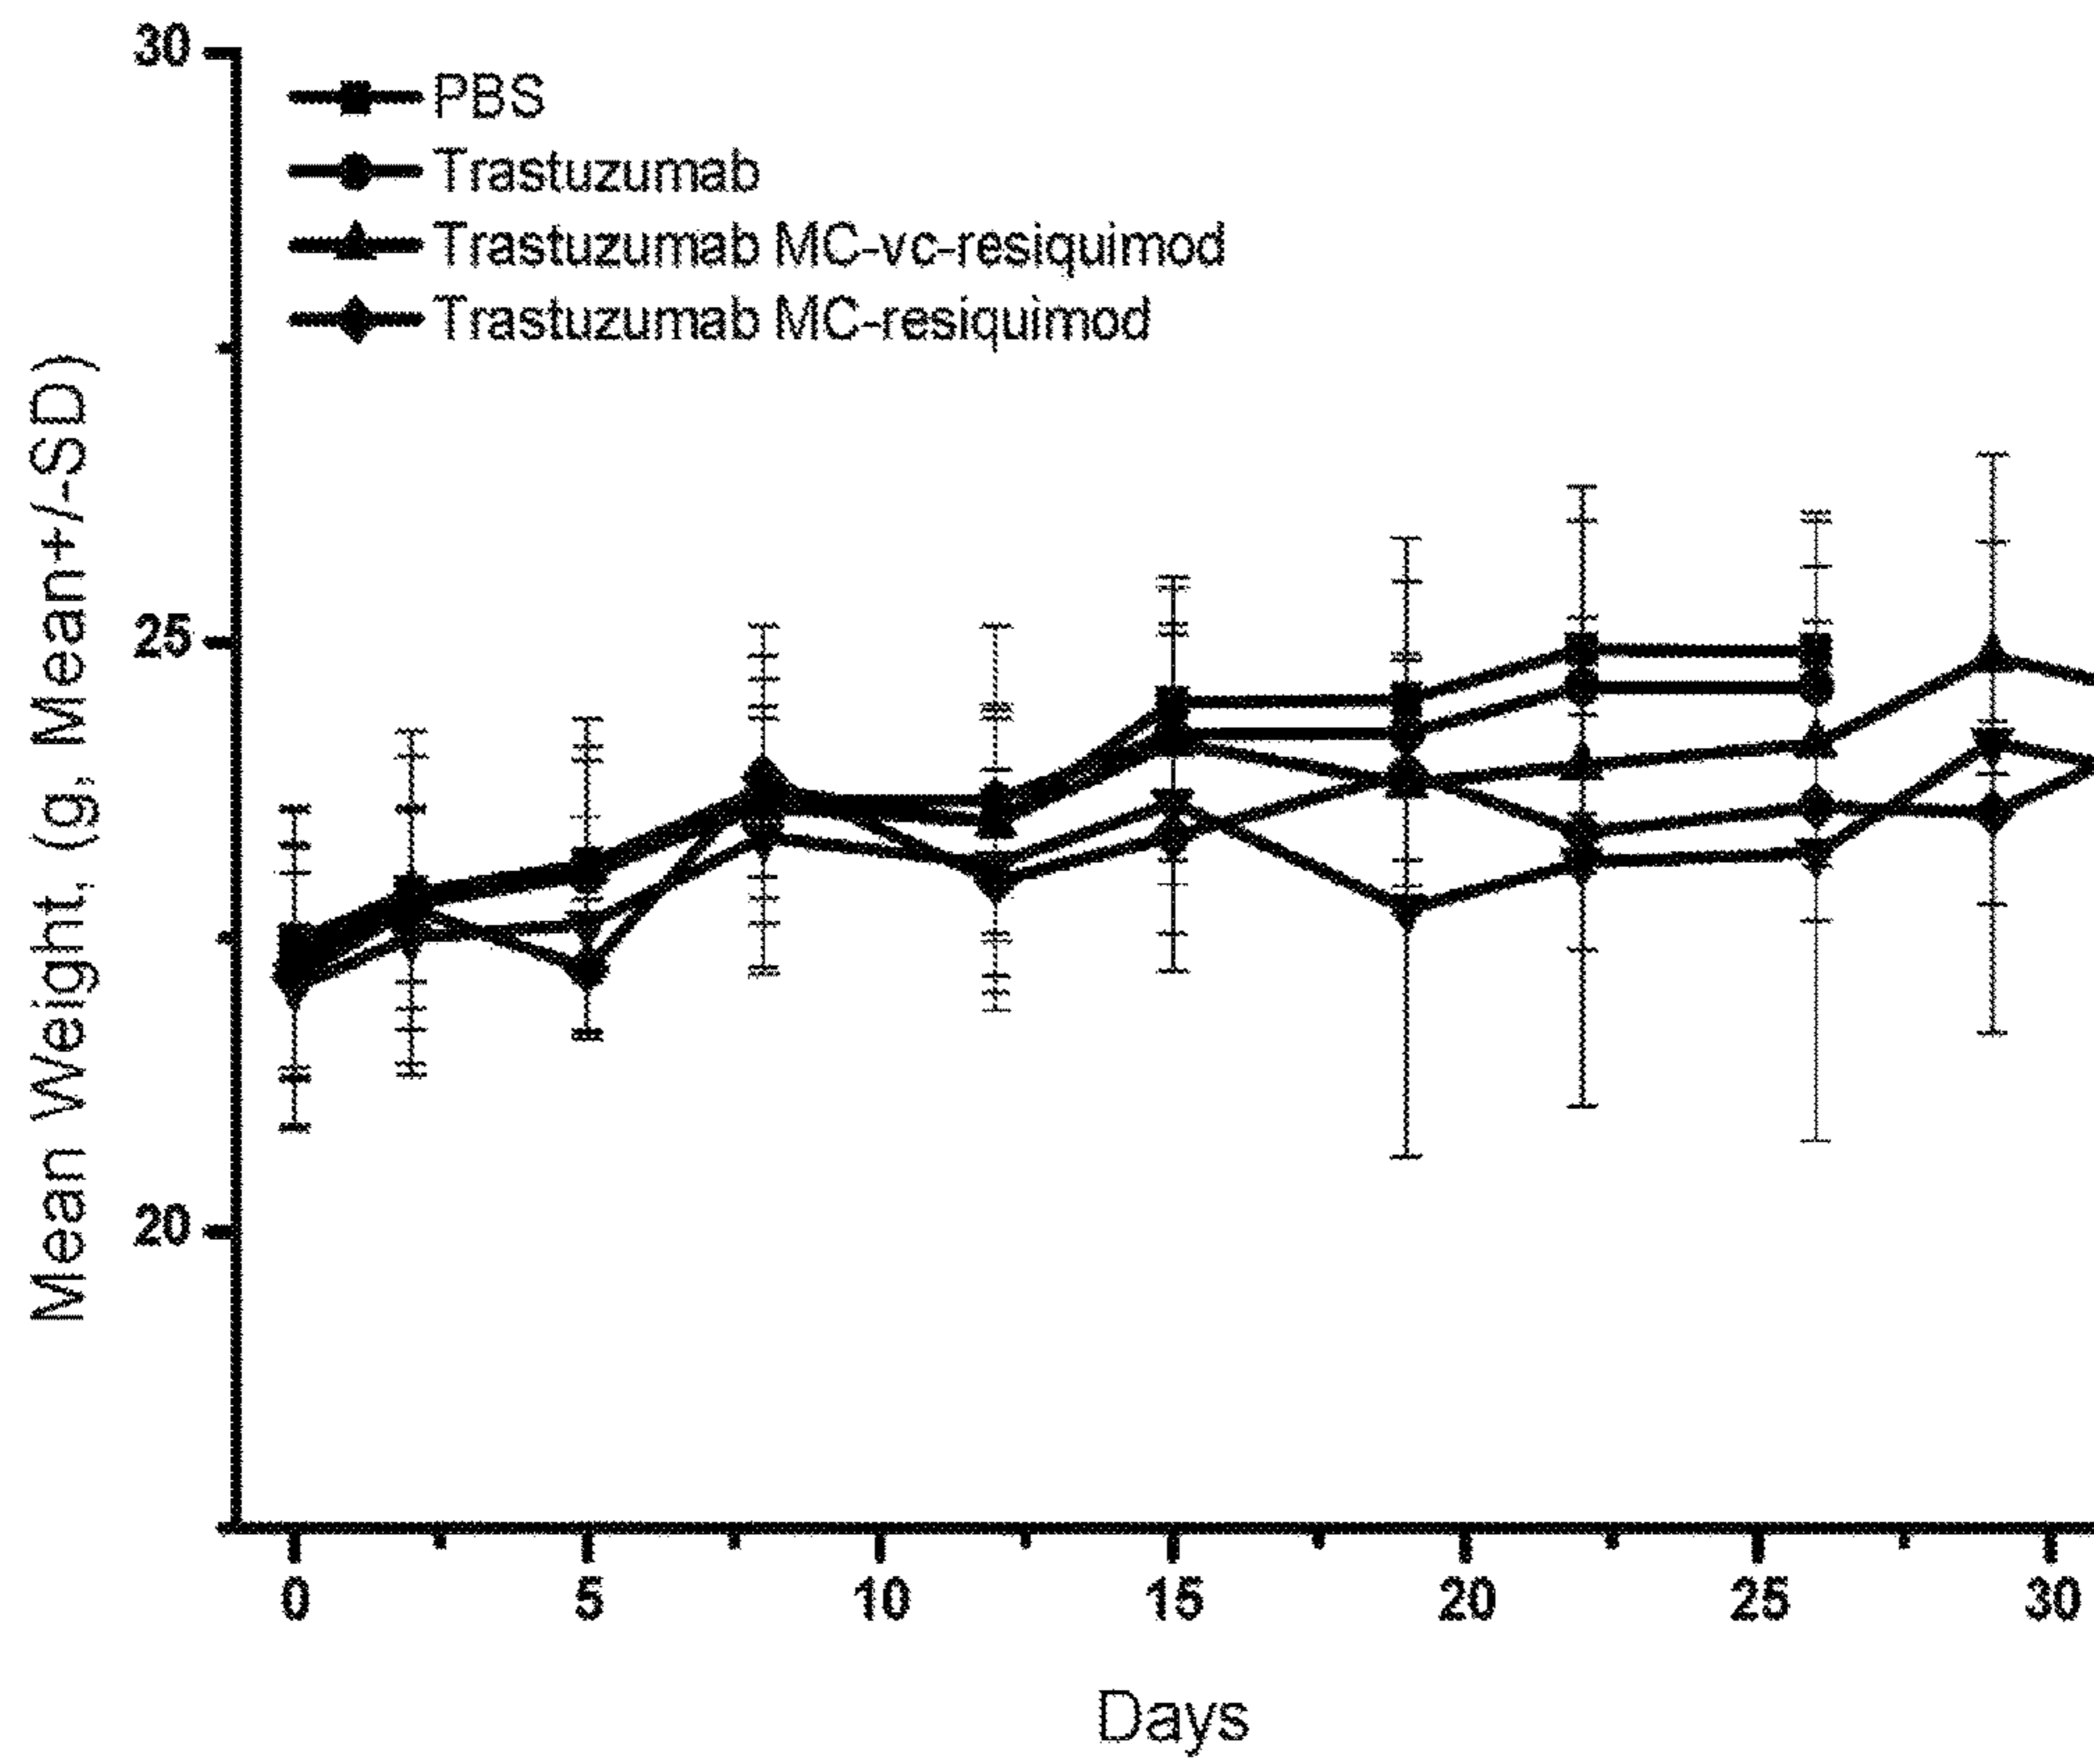 30
PBS
Trastuzumab
Trastuzumab MC-vc-resiquimod
Trastuzumab MC-resiquimod
Mean Weight, (g, Mean+/-SD)
25
20
0 5 10 15 20 25 30
Days